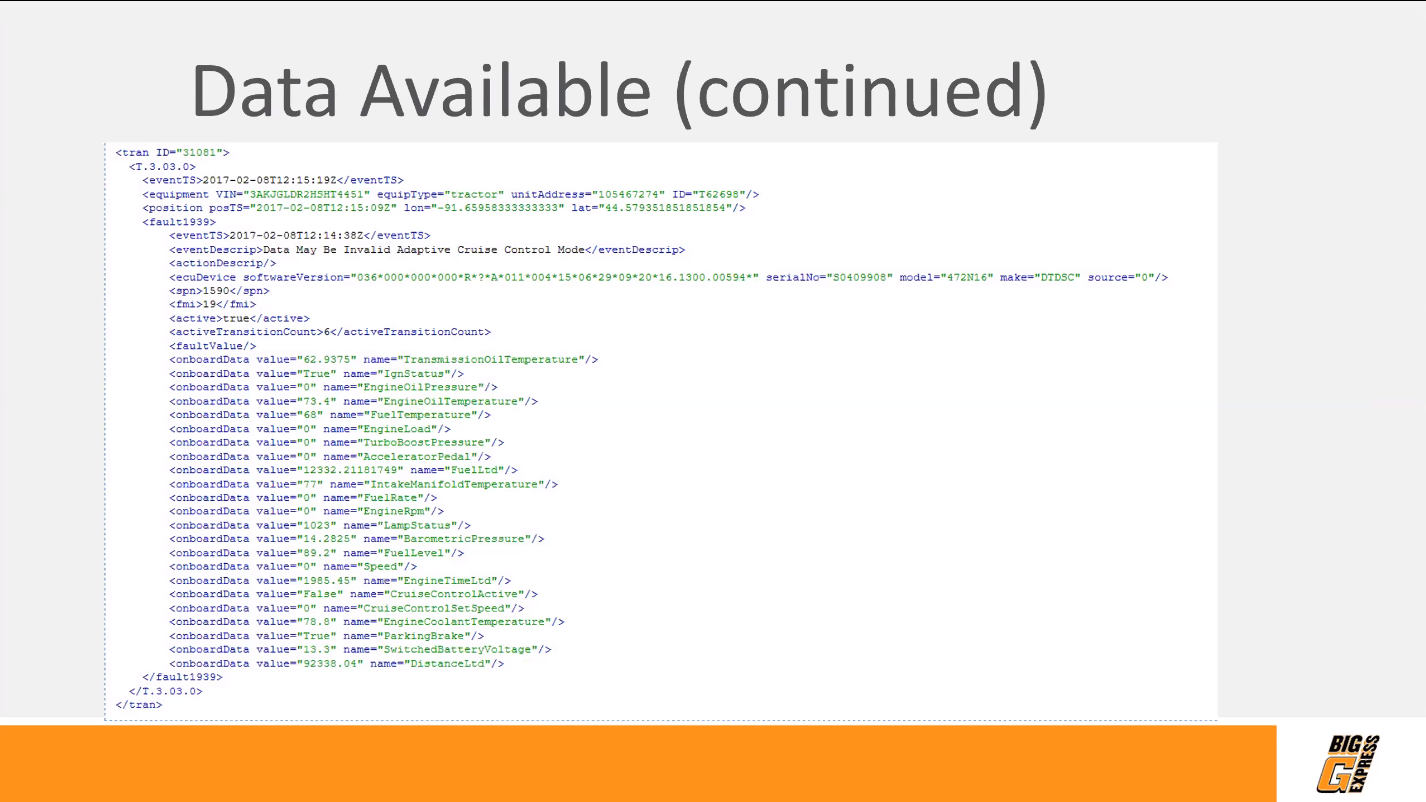 Data Available (continued)
<tran ID="31081">
<T.3.03.0>
<eventTS>2017-02-08T12:15:19Z</eventTS>
<equipment VIN="3AKJGLDR2HSHT4451" equipType="tractor" unitAddress="105467274" ID="T62698"/>
<position posTS="2017-02-08T12:15:09Z" lon="-91.65958333333333" lat="44.579351851851854"/>
<fault1939>
<eventTS>2017-02-08T12:14:38Z</eventTS>
<eventDescrip>Data May Be Invalid Adaptive Cruise Control Mode</eventDescrip>
<actionDescrip/>
<ecuDevice softwareVersion="036*000*000*000*R*?*A*011*004*15*06*29*09*20*16.1300.00594*" serialNo="S0409908" model="472N16" make="DTDSC" source="0"/>
<spn>1590</spn>
<fmi>19</fmi>
<active>true</active>
<activeTransitionCount>6</activeTransitionCount>
<faultValue/>
<onboardData value="62.9375" name="TransmissionOilTemperature"/>
<onboardData value="True" name="IgnStatus"/>
<onboardData value="0" name="EngineOilPressure"/>
<onboardData value="73.4" name="EngineOilTemperature"/>
<onboardData value="68" name="FuelTemperature"/>
<onboardData value="0" name="EngineLoad"/>
<onboardData value="0" name="TurboBoostPressure"/>
<onboardData value="0" name="AcceleratorPedal"/>
<onboardData value="12332.21181749" name="FuelLtd"/>
<onboardData value="77" name="IntakeManifoldTemperature"/>
<onboardData value="0" name="FuelRate"/>
<onboardData value="0" name="EngineRpm"/>
<onboardData value="1023" name="LampStatus"/>
<onboardData value="14.2825" name="BarometricPressure"/>
<onboardData value="89.2" name="FuelLevel"/>
<onboardData value="0" name="Speed"/>
<onboardData value="1985.45" name="EngineTimeLtd"/>
<onboardData value="False" name="CruiseControlActive"/>
<onboardData value="0" name="CruiseControlSetSpeed"/>
<onboardData value="78.8" name="EngineCoolantTemperature"/>
<onboardData value="True" name="ParkingBrake"/>
<onboardData value="13.3" name="SwitchedBatteryVoltage"/>
<onboardData value="92338.04" name="DistanceLtd"/>
</fault1939>
</T.3.03.0>
</tran>
BIG G EXPRESS